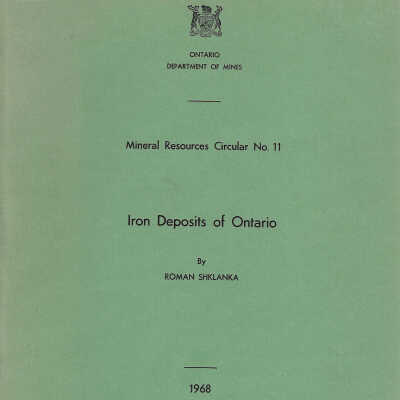 ONTARIO
DEPARTMENT OF MINES
Mineral Resources Circular No. 11
Iron Deposits of Ontario
By
ROMAN SHKLANKA
1968